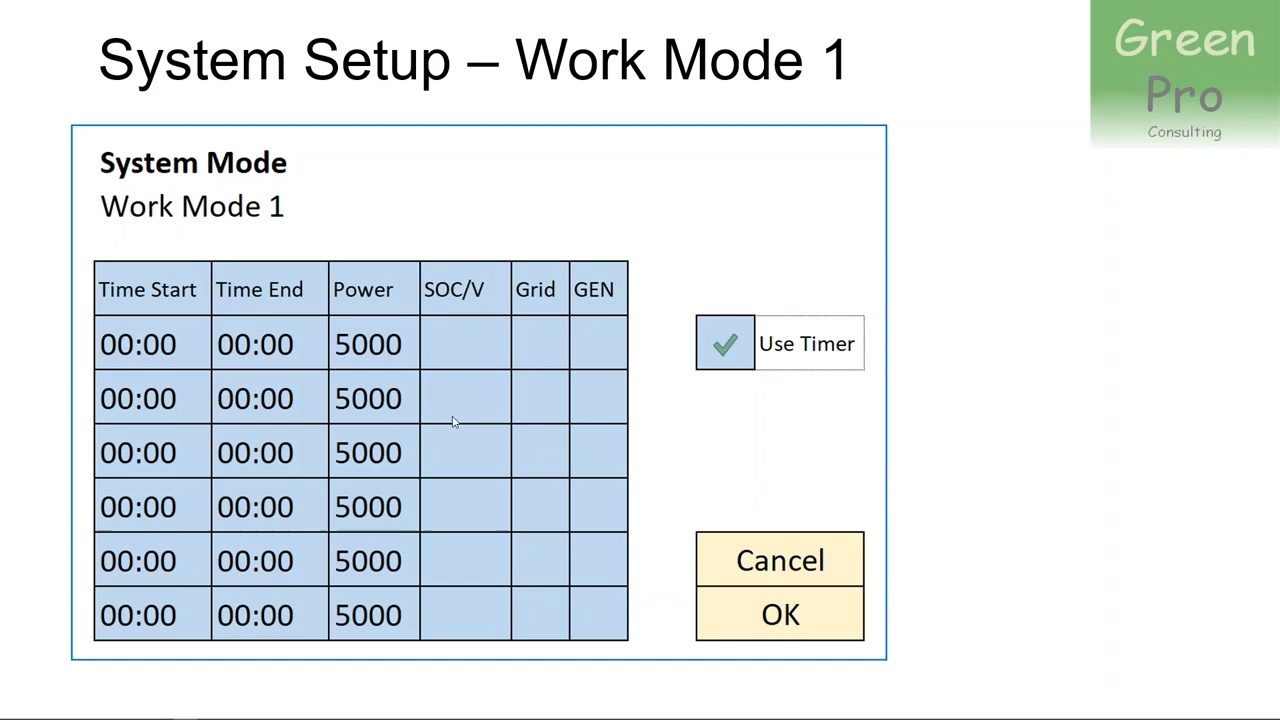 System Setup – Work Mode 1
Green
Pro
Consulting
System Mode
Work Mode 1
Time Start Time End Power SOC/V Grid GEN
00:00 00:00 5000
Use Timer
00:00 00:00 5000
00:00 00:00 5000
00:00 00:00 5000
00:00 00:00 5000
Cancel
00:00 00:00 5000
OK